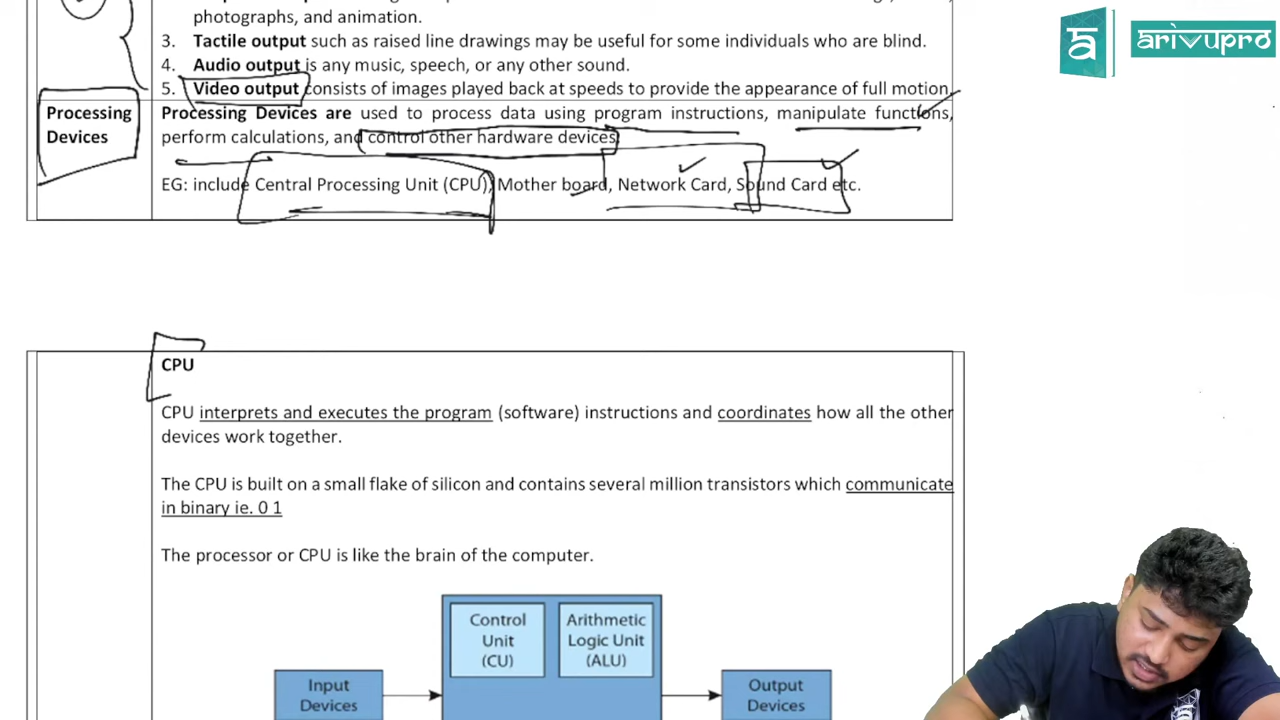 photographs, and animation.
3. Tactile output such as raised line drawings may be useful for some individuals who are blind.
4. Audio output is any music, speech, or any other sound.
5. Video output consists of images played back at speeds to provide the appearance of full motion.
Processing
Devices
Processing Devices are used to process data using program instructions, manipulate functions,
perform calculations, and control other hardware devices
EG: include Central Processing Unit (CPU), Mother board, Network Card, Sound Card etc.
CPU
CPU interprets and executes the program (software) instructions and coordinates how all the other
devices work together.
The CPU is built on a small flake of silicon and contains several million transistors which communicate
in binary ie. 0 1
The processor or CPU is like the brain of the computer.
Control
Unit
(CU)
Arithmetic
Logic Unit
(ALU)
Input
Devices
Output
Devices
arivupro